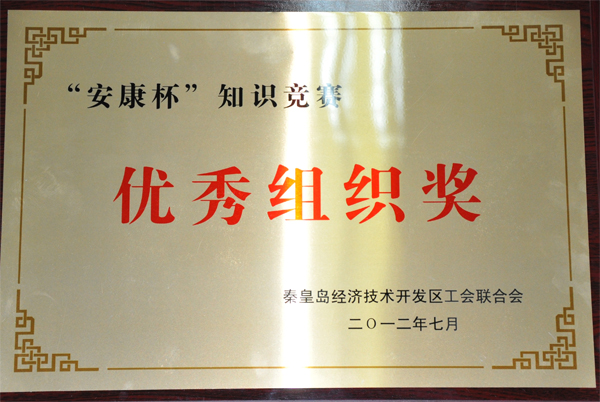 “安康杯”知识竞赛
优秀组织奖
秦皇岛经济技术开发区工会联合会
二〇一二年七月